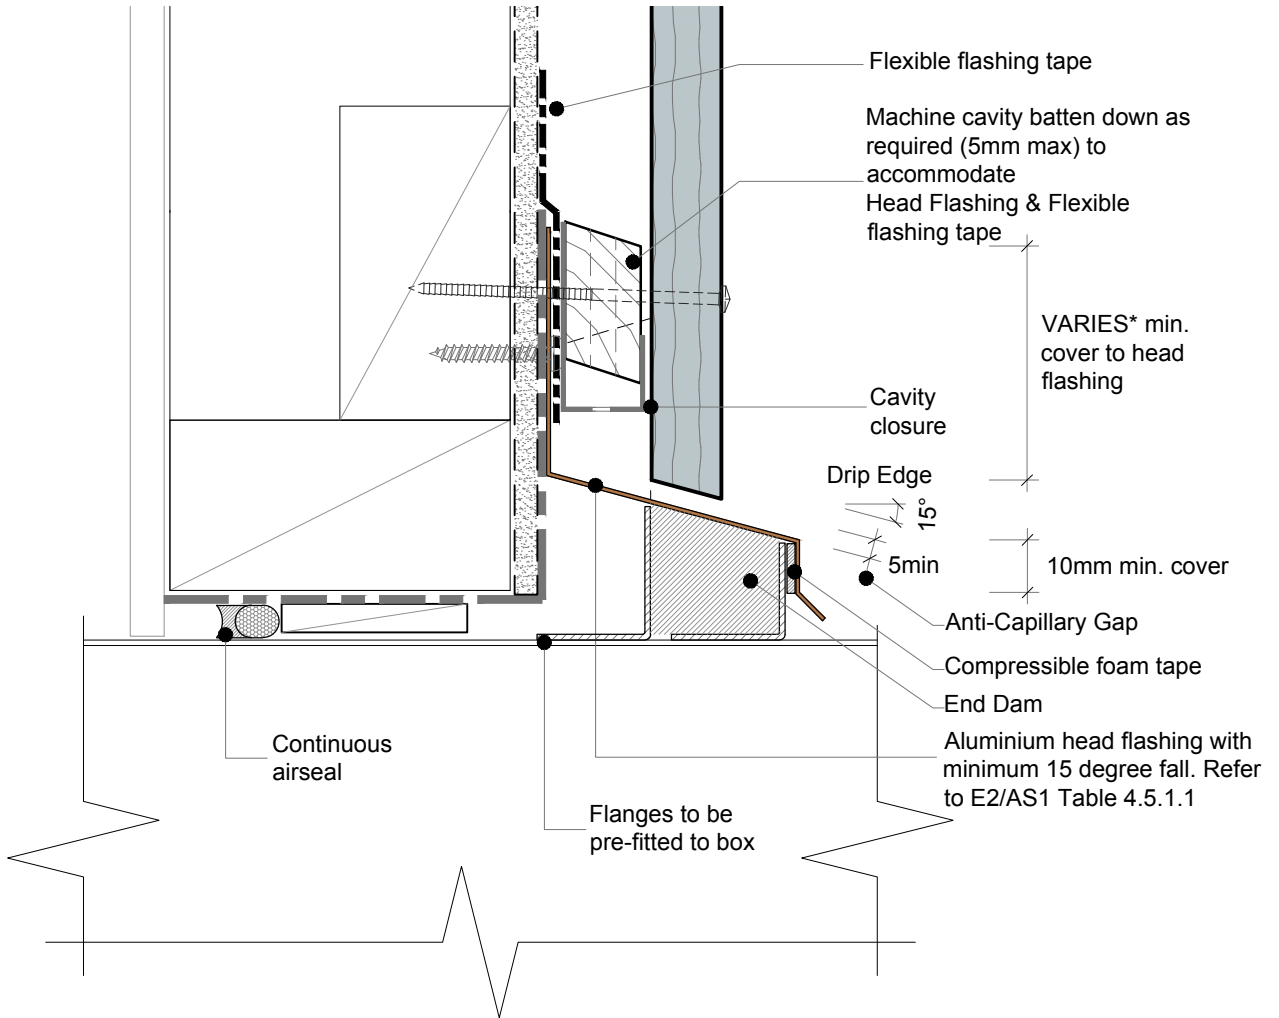 Flexible flashing tape
Machine cavity batten down as
required (5mm max) to
accommodate
Head Flashing & Flexible
flashing tape
VARIES* min.
cover to head
flashing
Cavity
closure
Drip Edge
15°
5min
10mm min. cover
Anti-Capillary Gap
Compressible foam tape
End Dam
Aluminium head flashing with
minimum 15 degree fall. Refer
to E2/AS1 Table 4.5.1.1
Continuous
airseal
Flanges to be
pre-fitted to box